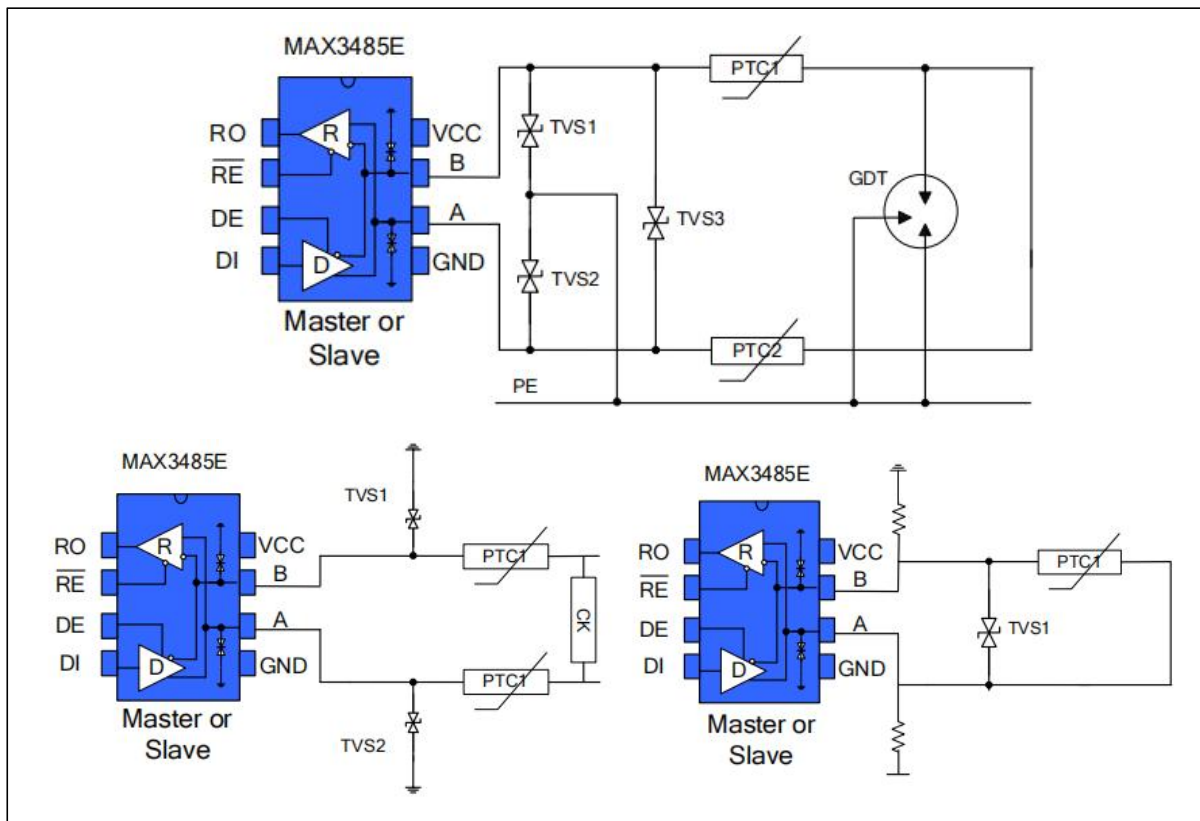 MAX3485E
RO
RE
DE
DI
R
D
VCC
B
A
GND
Master or
Slave
TVS1
TVS2
TVS3
PTC1
PTC2
GDT
PE
MAX3485E
RO
RE
DE
DI
R
D
VCC
B
A
GND
Master or
Slave
TVS1
TVS2
PTC1
PTC1
CK
MAX3485E
RO
RE
DE
DI
R
D
VCC
B
A
GND
Master or
Slave
TVS1
PTC1